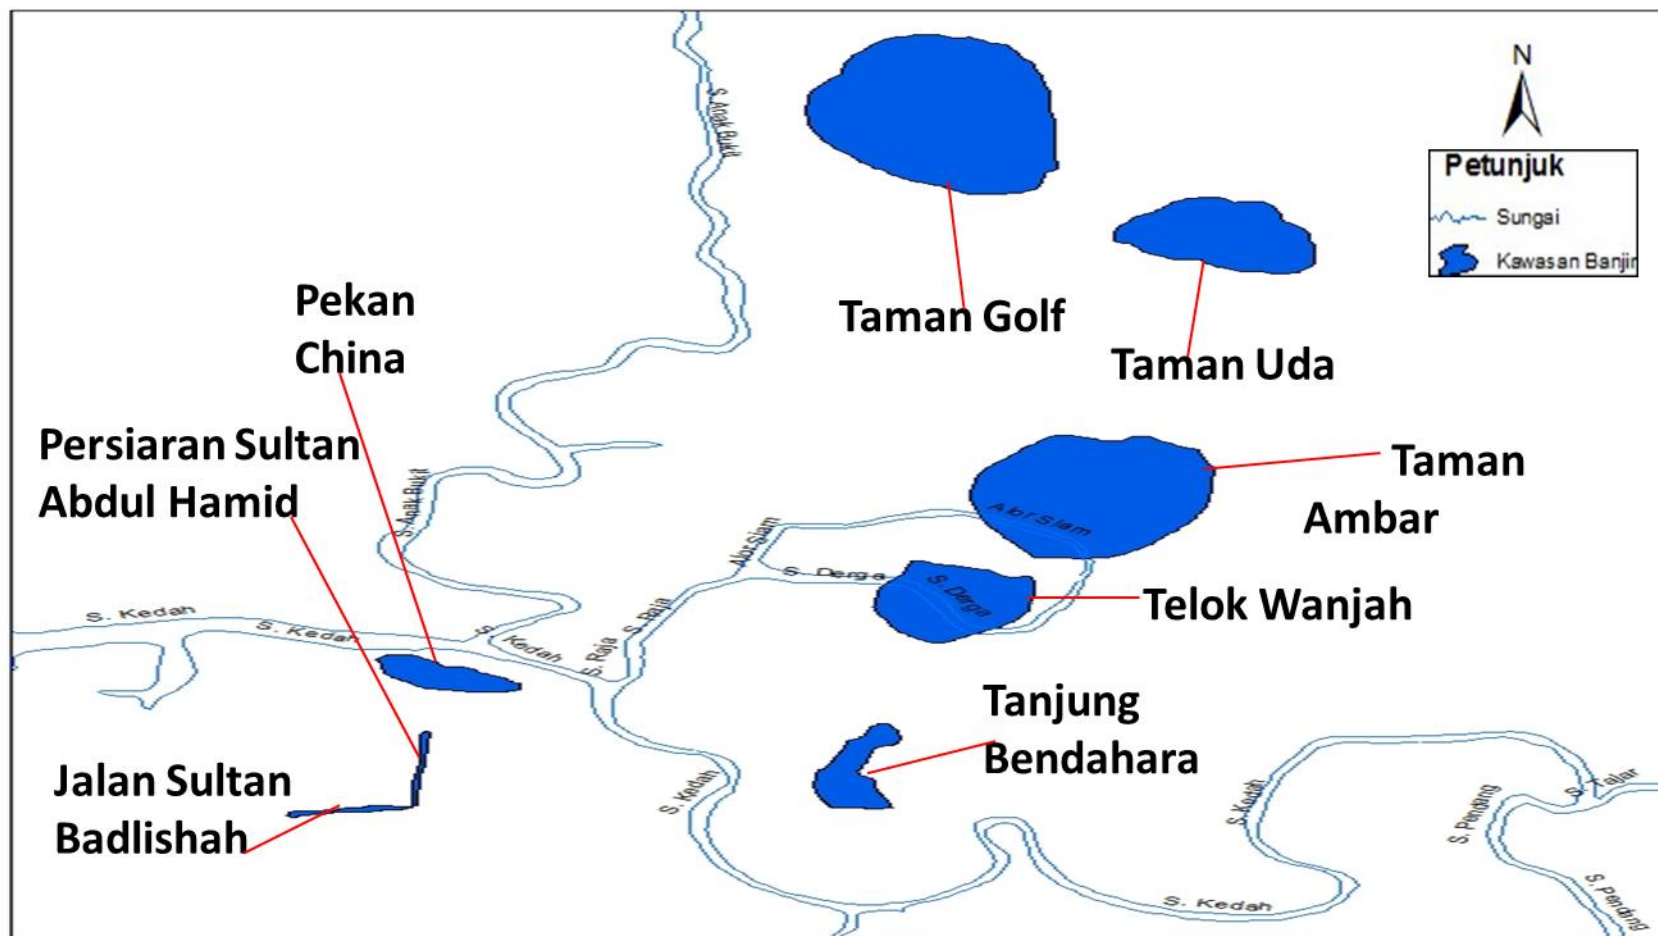 N
Petunjuk
Sungai
Kawasan Banjir
S. Anak Bukit
Pekan
China
Taman Golf
Taman Uda
Persiaran Sultan
Abdul Hamid
S. Anak Bukit
Taman
Ambar
Alor Siam
Alor Siam
S. Derga
S. Derga
Telok Wanjah
S. Kedah
S. Kedah
S. Kedah
S. Raja
S. Raja
Tanjung
Bendahara
Jalan Sultan
Badlishah
S. Kedah
S. Kedah
S. Pendang
S. Tajar
S. Kedah
S. Pendang